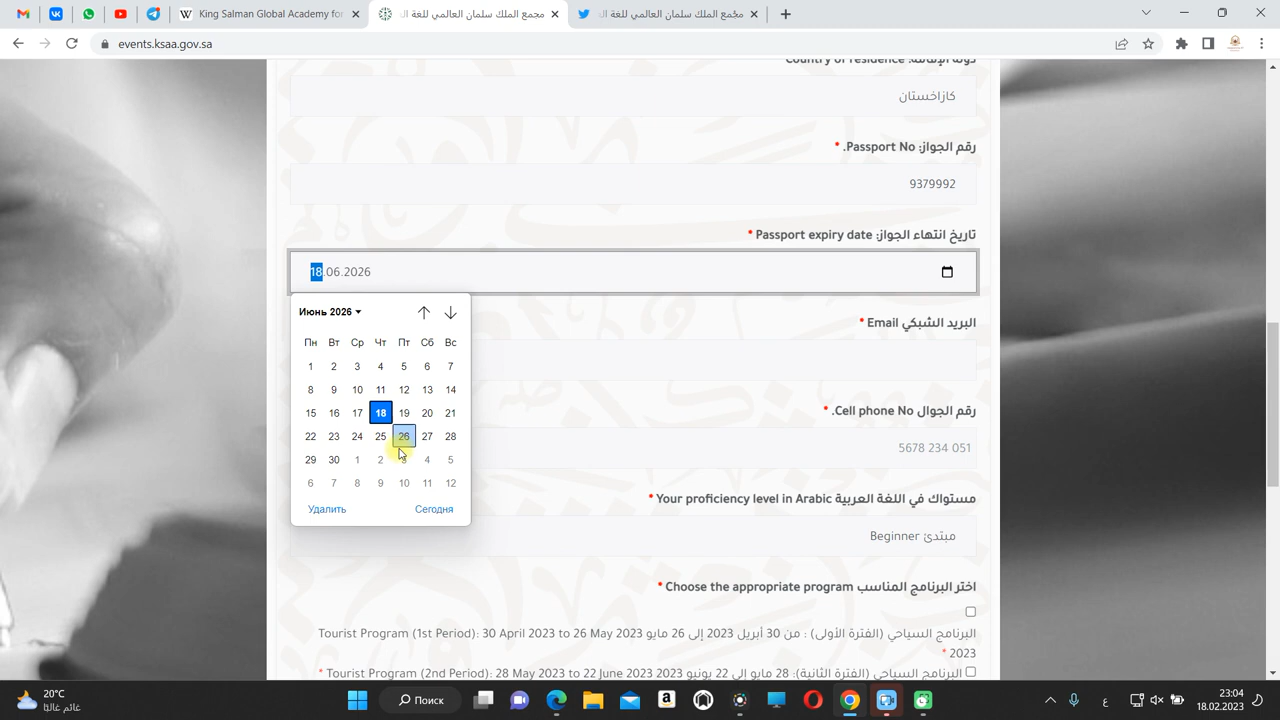 King Salman Global Academy for
مجمع الملك سلمان العالمي للغة ال
مجُمع الملك سلمان العالمي للغة ال
events.ksaa.gov.sa
دولة الإقامة: Country of residence
كازاخستان
رقم الجواز: Passport No. *
9379992
تاريخ انتهاء الجواز: Passport expiry date *
18.06.2026
Июнь 2026
Пн Вт Ср Чт Пт Сб Вс
1 2 3 4 5 6 7
8 9 10 11 12 13 14
15 16 17 18 19 20 21
22 23 24 25 26 27 28
29 30 1 2 3 4 5
6 7 8 9 10 11 12
Удалить Сегодня
البريد الشبكي Email *
رقم الجوال Cell phone No. *
051 234 5678
مستواك في اللغة العربية Your proficiency level in Arabic *
مبتدئ Beginner
اختر البرنامج المناسب Choose the appropriate program *
البرنامج السياحي (الفترة الأولى) : من 30 أبريل 2023 إلى 26 مايو 2023 Tourist Program (1st Period): 30 April 2023 to 26 May
2023 *
البرنامج السياحي (الفترة الثانية): 28 مايو إلى 22 يونيو 2023 Tourist Program (2nd Period): 28 May 2023 to 22 June 2023 *
20°C
غائم غالبًا
Поиск
ع
23:04
18.02.2023